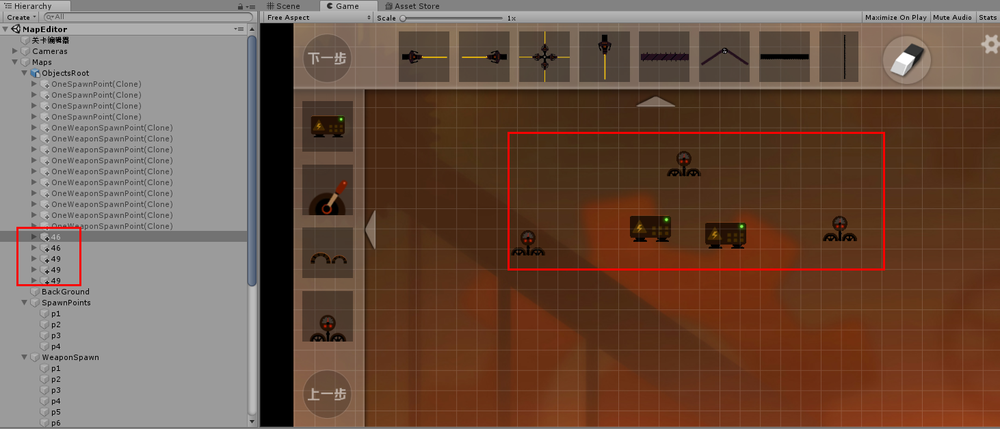 Hierarchy
Create
All
MapEditor
关卡编辑器
Cameras
Maps
ObjectsRoot
OneSpawnPoint(Clone)
OneSpawnPoint(Clone)
OneSpawnPoint(Clone)
OneSpawnPoint(Clone)
OneWeaponSpawnPoint(Clone)
OneWeaponSpawnPoint(Clone)
OneWeaponSpawnPoint(Clone)
OneWeaponSpawnPoint(Clone)
OneWeaponSpawnPoint(Clone)
OneWeaponSpawnPoint(Clone)
OneWeaponSpawnPoint(Clone)
OneWeaponSpawnPoint(Clone)
OneWeaponSpawnPoint(Clone)
OneWeaponSpawnPoint(Clone)
46
46
49
49
49
BackGround
SpawnPoints
p1
p2
p3
p4
WeaponSpawn
p1
p2
p3
p4
p5
p6
Scene Game Asset Store
Free Aspect Scale 1x Maximize On Play Mute Audio Stats
下一步
上一步